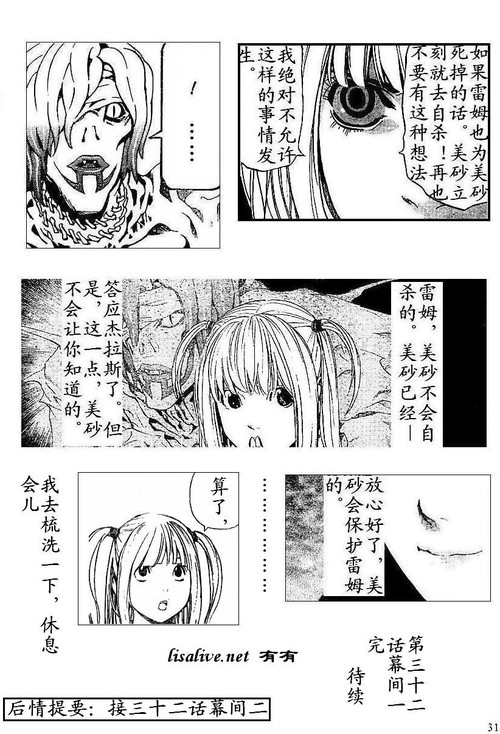 如果雷姆也为美砂
死掉的话。美砂立
刻就去自杀！再也
不要有这种想法
我绝对不允许
这样的事情发
生。
……！
雷姆，美砂不会自
杀的。美砂已经—
答应杰拉斯了。但
是，这一点，美砂
不会让你知道的。
放心好了，美
砂会保护雷姆
的。
…………
算了，
我去梳洗一下，休息
会儿
lisalive.net 有有
第三十二
话幕间一
完 待续
后情提要：接三十二话幕间二
31